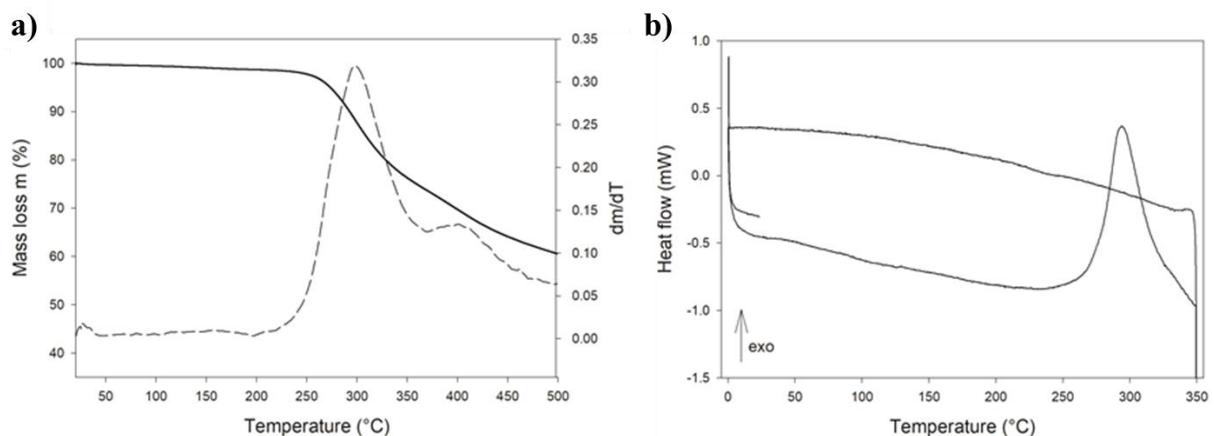 a)
Mass loss m (%)
100
90
80
70
60
50
40
50 100 150 200 250 300 350 400 450 500
Temperature (°C)
0.35
0.30
0.25
0.20
0.15
0.10
0.05
0.00
dm/dT
b)
Heat flow (mW)
1.0
0.5
0.0
-0.5
-1.0
-1.5
exo
0 50 100 150 200 250 300 350
Temperature (°C)